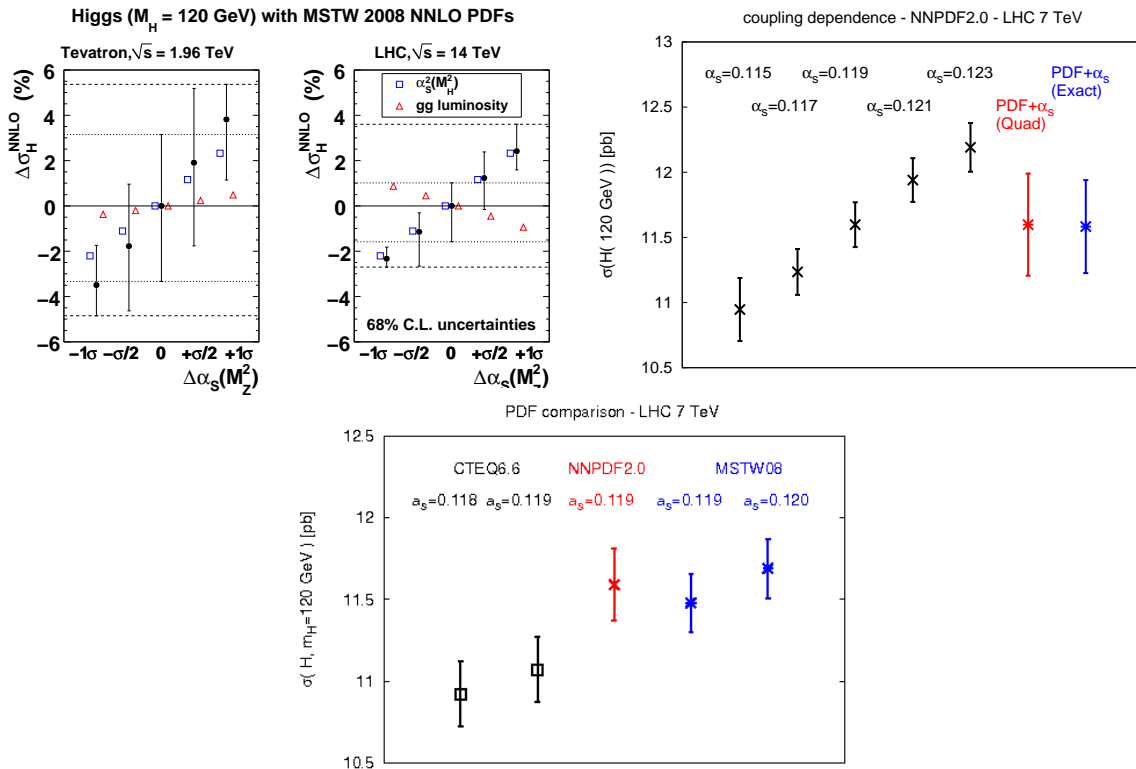 Higgs (M_H = 120 GeV) with MSTW 2008 NNLO PDFs
Tevatron, √s = 1.96 TeV
Δσ_H^NNLO (%)
6
4
2
0
−2
−4
−6
−1σ −σ/2 0 +σ/2 +1σ
Δα_S(M_Z^2)
LHC, √s = 14 TeV
Δσ_H^NNLO (%)
6
4
2
0
−2
−4
−6
α_S^2(M_H^2)
gg luminosity
68% C.L. uncertainties
−1σ −σ/2 0 +σ/2 +1σ
Δα_S(M_Z^2)
coupling dependence - NNPDF2.0 - LHC 7 TeV
σ(H( 120 GeV )) [pb]
13
12.5
12
11.5
11
10.5
α_s=0.115 α_s=0.119 α_s=0.123 PDF+α_s
(Exact)
α_s=0.117 α_s=0.121 PDF+α_s
(Quad)
PDF comparison - LHC 7 TeV
σ( H, m_H=120 GeV ) [pb]
12.5
12
11.5
11
10.5
CTEQ6.6 NNPDF2.0 MSTW08
a_s=0.118 a_s=0.119 a_s=0.119 a_s=0.119 a_s=0.120